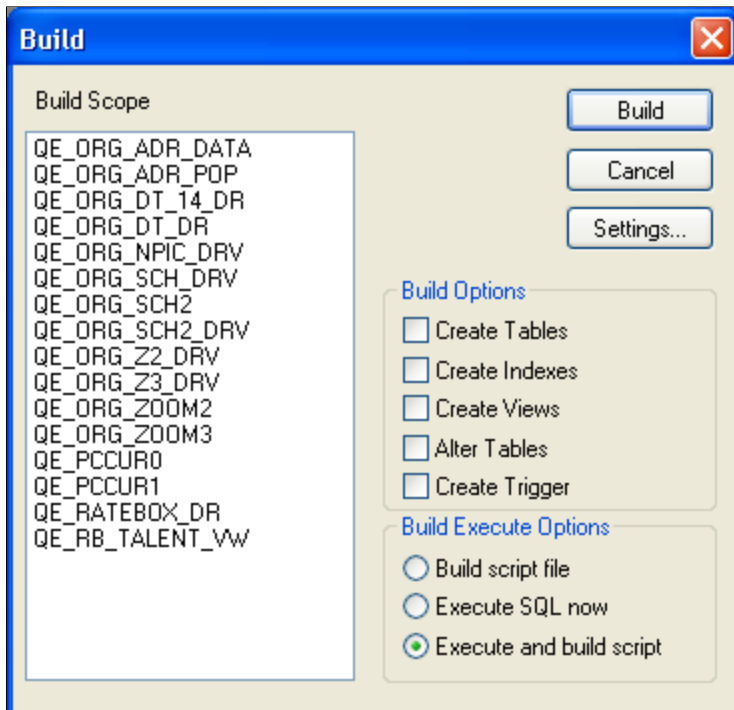 Build
Build Scope
QE_ORG_ADR_DATA
QE_ORG_ADR_POP
QE_ORG_DT_14_DR
QE_ORG_DT_DR
QE_ORG_NPIC_DRV
QE_ORG_SCH_DRV
QE_ORG_SCH2
QE_ORG_SCH2_DRV
QE_ORG_Z2_DRV
QE_ORG_Z3_DRV
QE_ORG_ZOOM2
QE_ORG_ZOOM3
QE_PCCUR0
QE_PCCUR1
QE_RATEBOX_DR
QE_RB_TALENT_VW
Build
Cancel
Settings...
Build Options
Create Tables
Create Indexes
Create Views
Alter Tables
Create Trigger
Build Execute Options
Build script file
Execute SQL now
Execute and build script